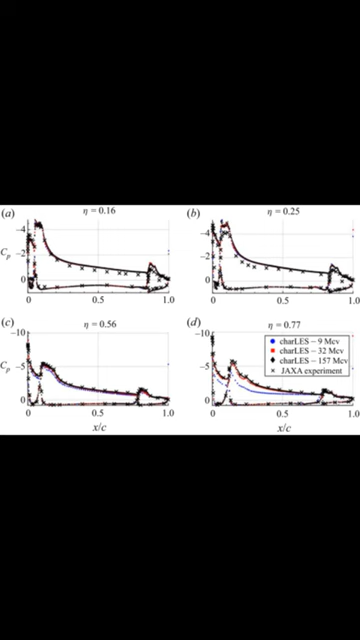 (a) η = 0.16
(b) η = 0.25
Cp
−4
−2
0
0 0.5 1.0
−4
−2
0
0 0.5 1.0
(c) η = 0.56
(d) η = 0.77
Cp
−10
−5
0
0 0.5 1.0
x/c
−10
−5
0
0 0.5 1.0
x/c
charLES − 9 Mcv
charLES − 32 Mcv
charLES − 157 Mcv
JAXA experiment